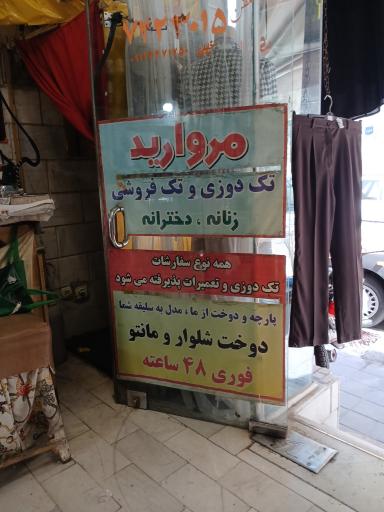 مروارید
تک دوزی و تک فروشی
زنانه ، دخترانه
همه نوع سفارشات
تک دوزی و تعمیرات پذیرفته می شود
پارچه و دوخت از ما ، مدل به سلیقه شما
دوخت شلوار و مانتو
فوری ۴۸ ساعته